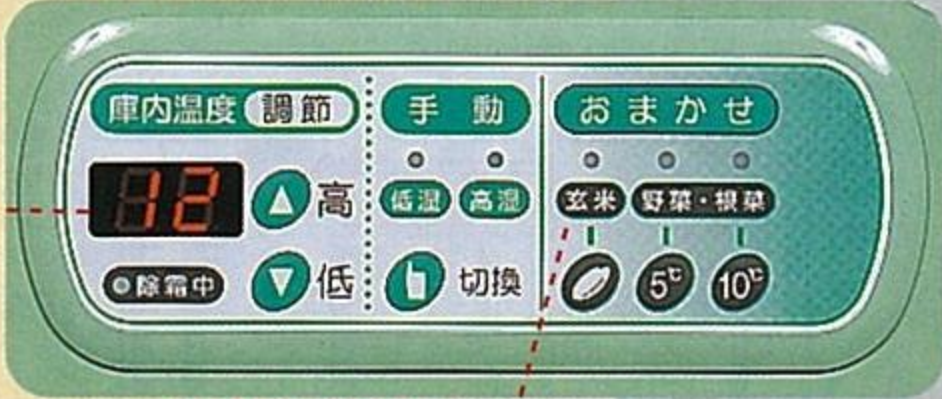 庫内温度 調節
12
高
低
除霜中
手動
低湿 高湿
切換
おまかせ
玄米 野菜・根菜
5℃ 10℃